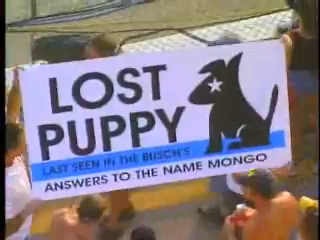 LOST
PUPPY
LAST SEEN IN THE BUSCH'S
ANSWERS TO THE NAME MONGO